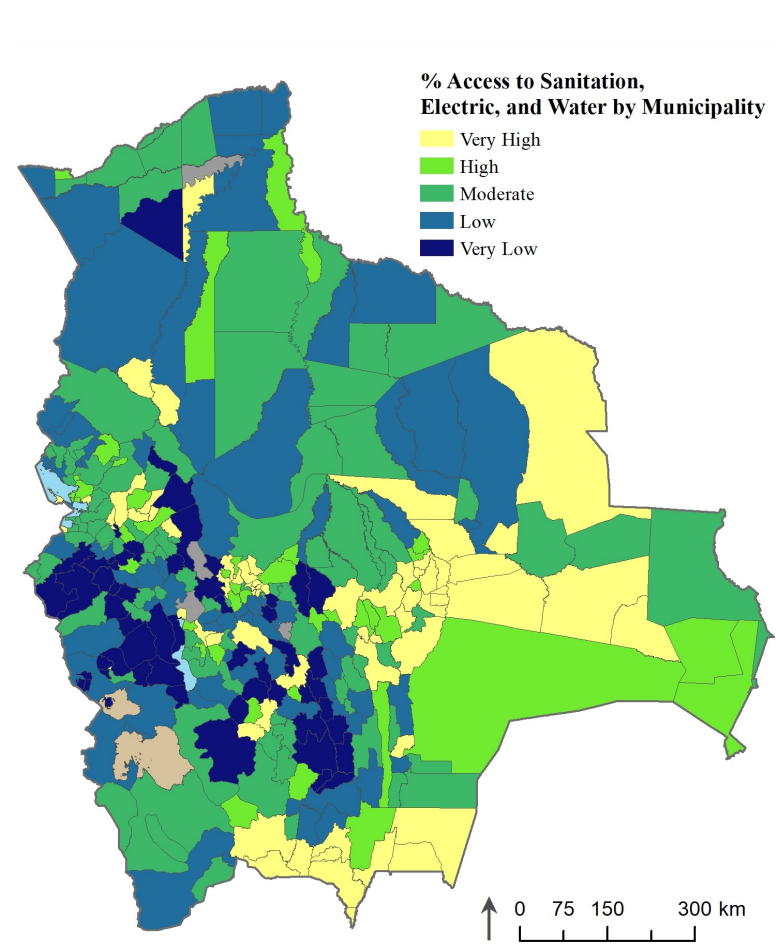 % Access to Sanitation,
Electric, and Water by Municipality
Very High
High
Moderate
Low
Very Low
0 75 150 300 km